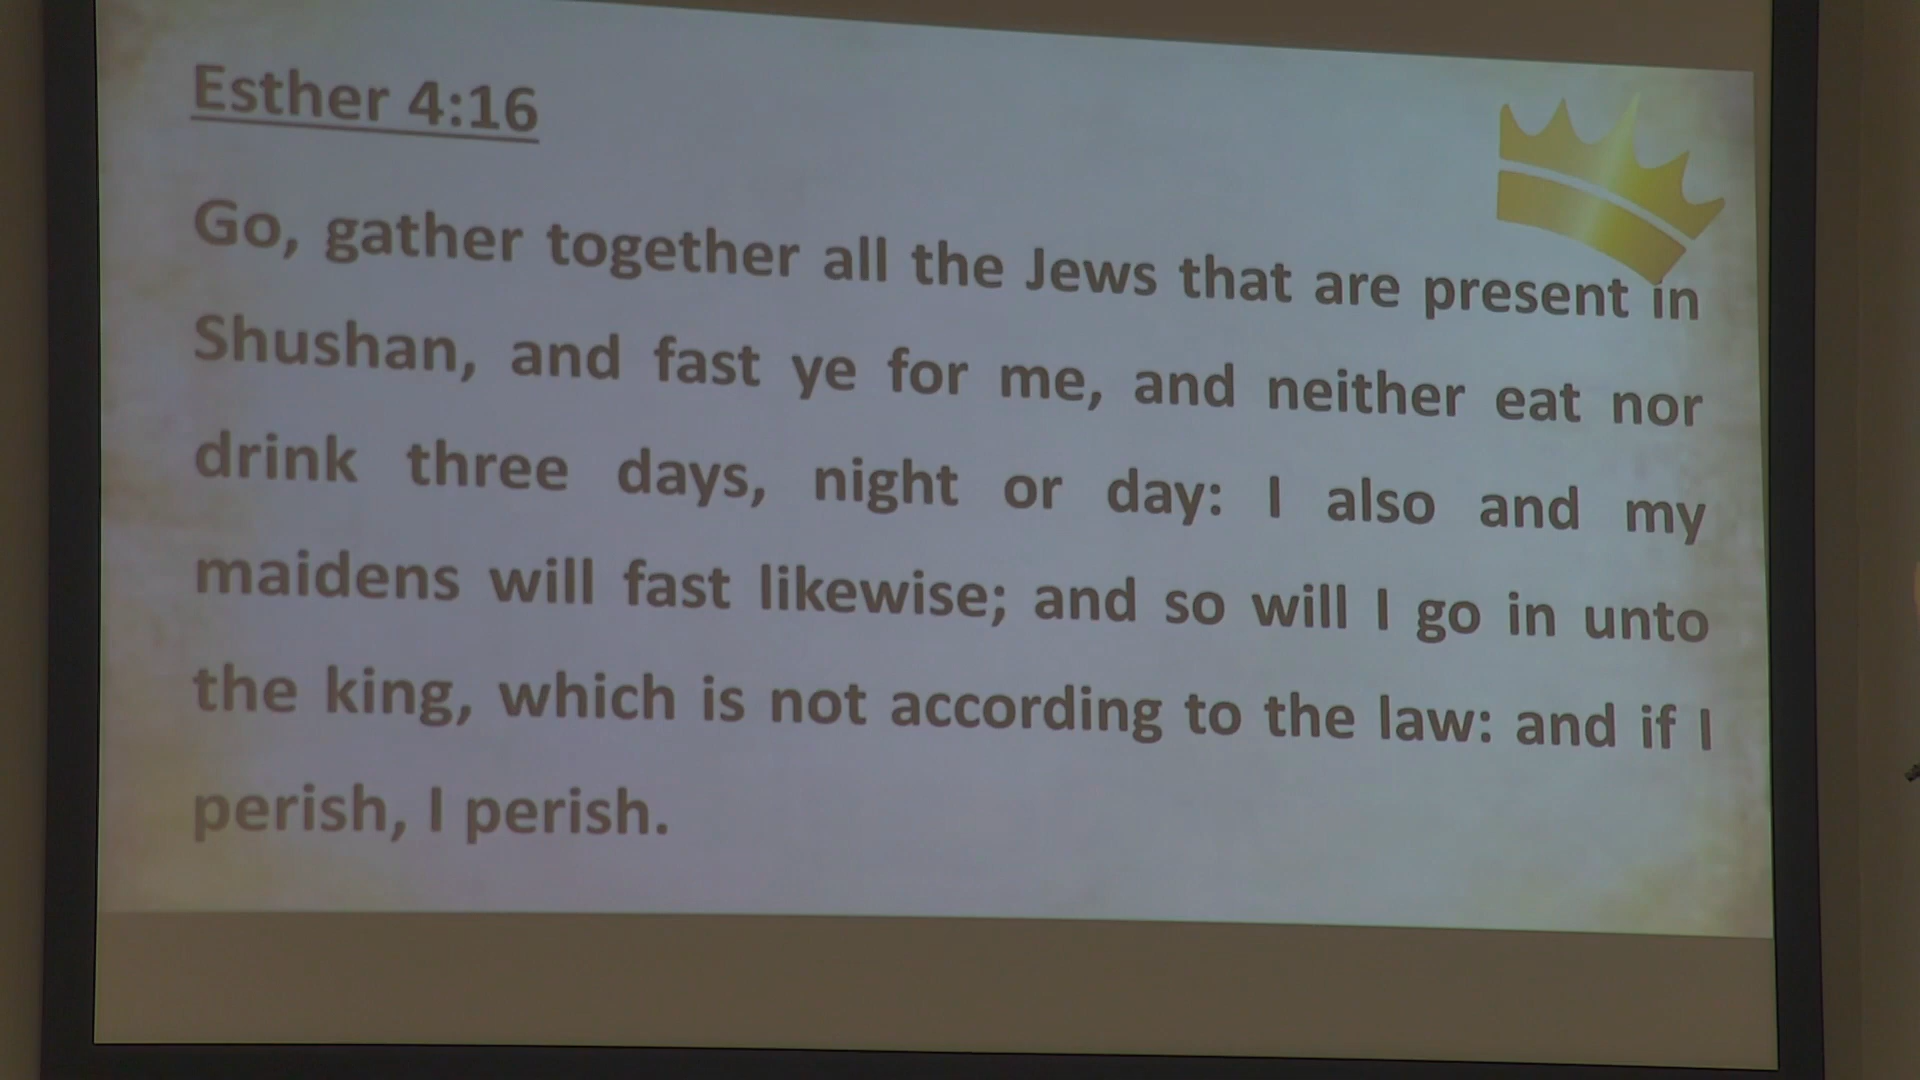 Esther 4:16
Go, gather together all the Jews that are present in
Shushan, and fast ye for me, and neither eat nor
drink three days, night or day: I also and my
maidens will fast likewise; and so will I go in unto
the king, which is not according to the law: and if I
perish, I perish.